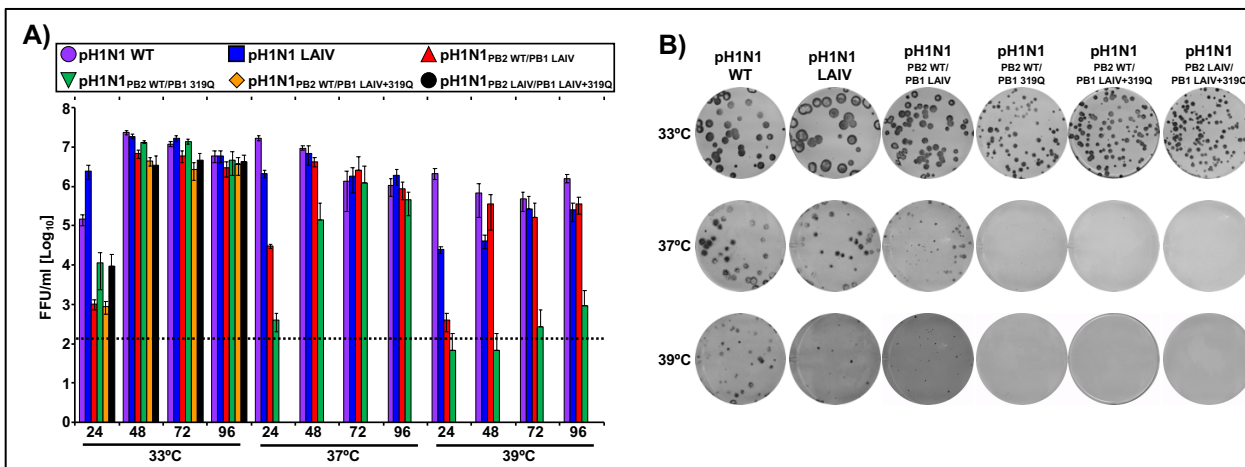 A)
pH1N1 WT
pH1N1 LAIV
pH1N1PB2 WT/PB1 LAIV
pH1N1PB2 WT/PB1 319Q
pH1N1PB2 WT/PB1 LAIV+319Q
pH1N1PB2 LAIV/PB1 LAIV+319Q
FFU/ml [Log10]
8
7
6
5
4
3
2
1
0
24 48 72 96 24 48 72 96 24 48 72 96
33ºC 37ºC 39ºC
B)
pH1N1
WT
pH1N1
LAIV
pH1N1
PB2 WT/
PB1 LAIV
pH1N1
PB2 WT/
PB1 319Q
pH1N1
PB2 WT/
PB1 LAIV+319Q
pH1N1
PB2 LAIV/
PB1 LAIV+319Q
33ºC
37ºC
39ºC